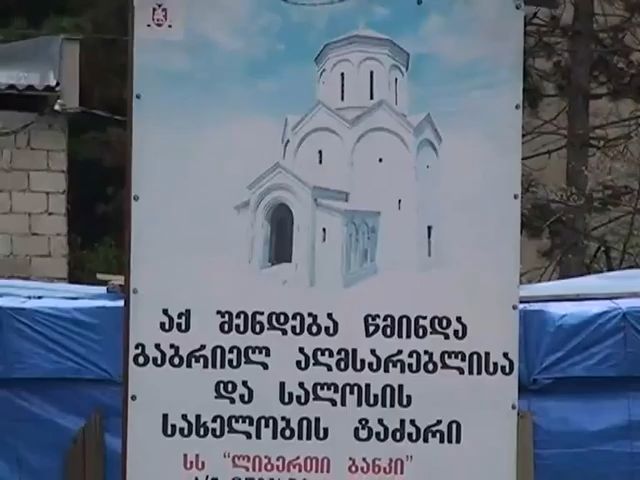 აქ შენდება წმინდა
გაბრიელ აღმსარებლისა
და სალოსის
სახელობის ტაძარი
სს "ლიბერთი ბანკი"